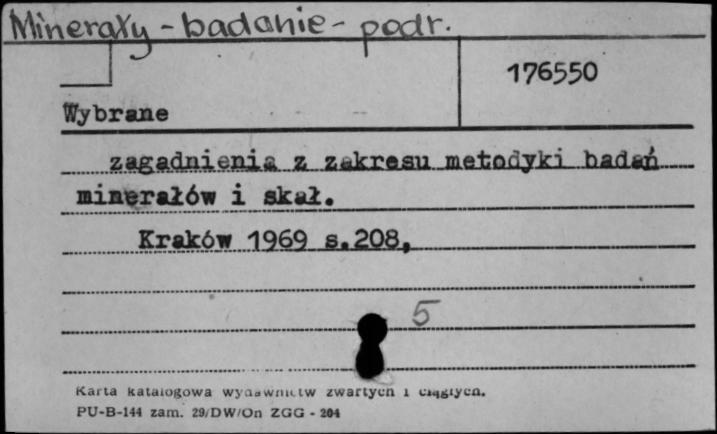 Minerały - badanie - podr.
176550
Wybrane
zagadnienia z zakresu metodyki badań
minerałów i skał.
Kraków 1969 s.208,
5
Karta katalogowa wydawnictw zwartych i ciągłych.
PU-B-144 zam. 29/DW/On ZGG - 204